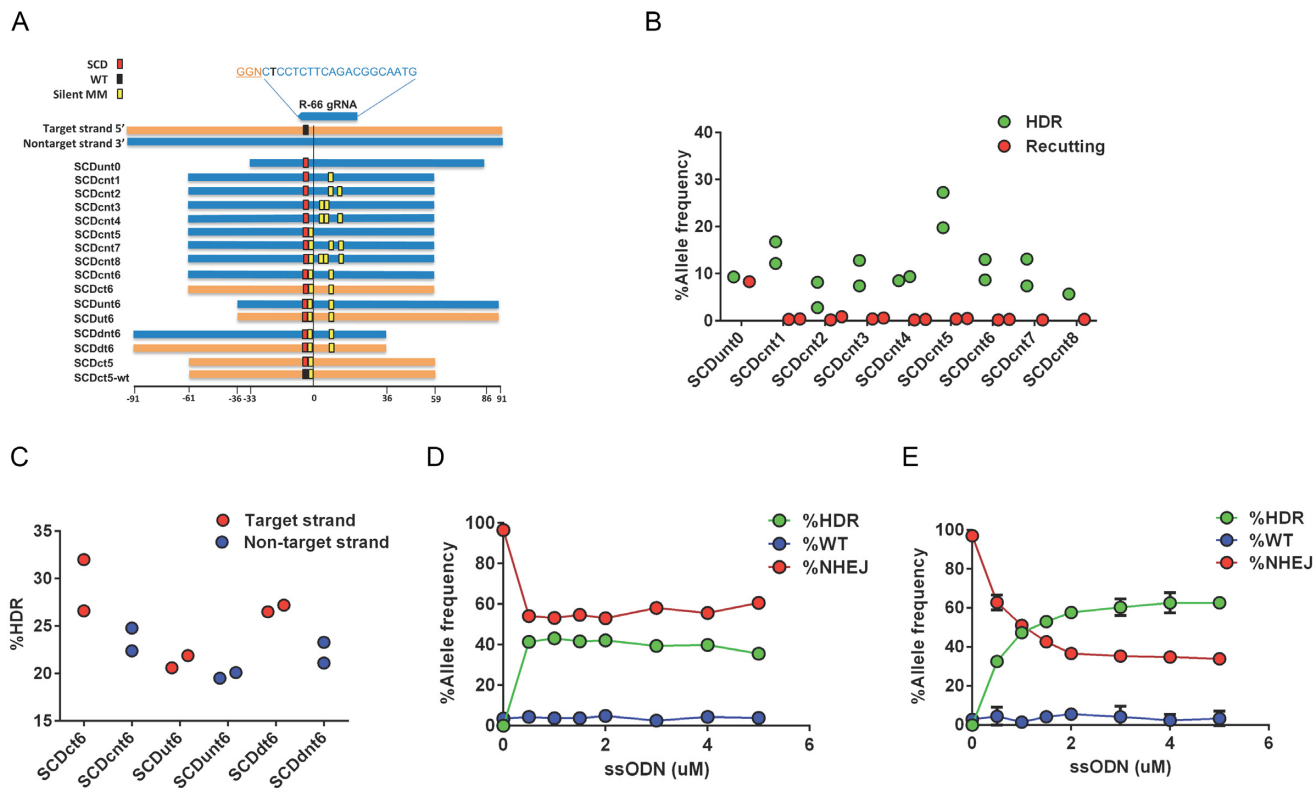 A
SCD
WT
Silent MM
GGNCTCCTCTTCAGACGGCAATG
R-66 gRNA
Target strand 5’
Nontarget strand 3’
SCDunt0
SCDcnt1
SCDcnt2
SCDcnt3
SCDcnt4
SCDcnt5
SCDcnt7
SCDcnt8
SCDcnt6
SCDct6
SCDunt6
SCDut6
SCDdnt6
SCDdt6
SCDct5
SCDct5-wt
-91 -61 -36 -33 0 36 59 86 91
B
HDR
Recutting
%Allele frequency
40
30
20
10
0
SCDunt0 SCDcnt1 SCDcnt2 SCDcnt3 SCDcnt4 SCDcnt5 SCDcnt6 SCDcnt7 SCDcnt8
C
Target strand
Non-target strand
%HDR
35
30
25
20
15
SCDct6 SCDcnt6 SCDut6 SCDunt6 SCDdt6 SCDdnt6
D
%HDR
%WT
%NHEJ
%Allele frequency
100
80
60
40
20
0
0 2 4 6
ssODN (uM)
E
%HDR
%WT
%NHEJ
%Allele frequency
100
80
60
40
20
0
0 2 4 6
ssODN (uM)